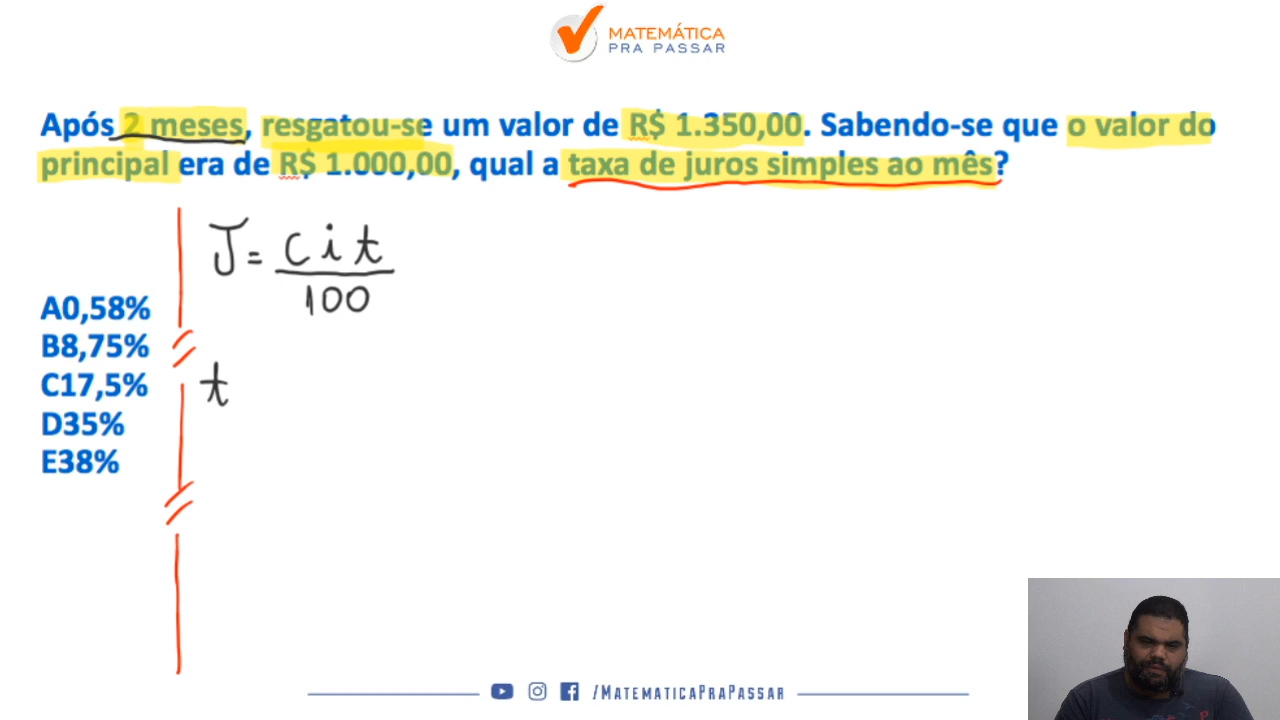 MATEMÁTICA
PRA PASSAR
Após 2 meses, resgatou-se um valor de R$ 1.350,00. Sabendo-se que o valor do
principal era de R$ 1.000,00, qual a taxa de juros simples ao mês?
J = c i t
100
A0,58%
B8,75%
C17,5%
t
D35%
E38%
/MATEMATICAPRAPASSAR